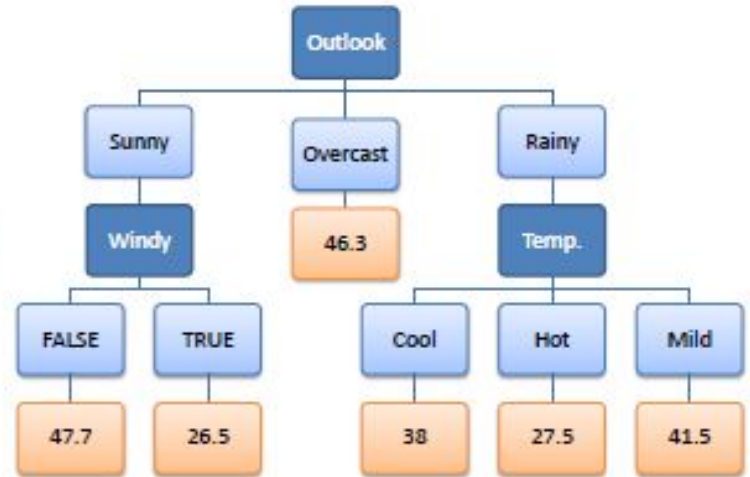 Outlook
Sunny
Overcast
Rainy
Windy
46.3
Temp.
FALSE
TRUE
Cool
Hot
Mild
47.7
26.5
38
27.5
41.5